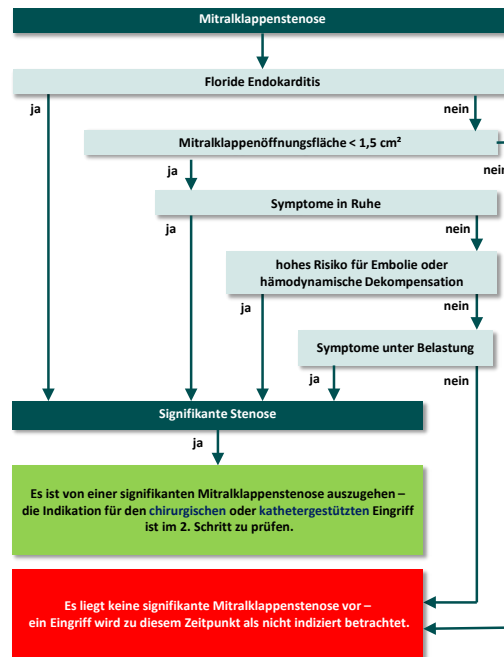 Mitralklappenstenose
Floride Endokarditis
ja
nein
Mitralklappenöffnungsfläche < 1,5 cm²
ja
nein
Symptome in Ruhe
ja
nein
hohes Risiko für Embolie oder
hämodynamische Dekompensation
ja
nein
Symptome unter Belastung
ja
nein
Signifikante Stenose
ja
Es ist von einer signifikanten Mitralklappenstenose auszugehen –
die Indikation für den chirurgischen oder kathetergestützten Eingriff
ist im 2. Schritt zu prüfen.
Es liegt keine signifikante Mitralklappenstenose vor –
ein Eingriff wird zu diesem Zeitpunkt als nicht indiziert betrachtet.